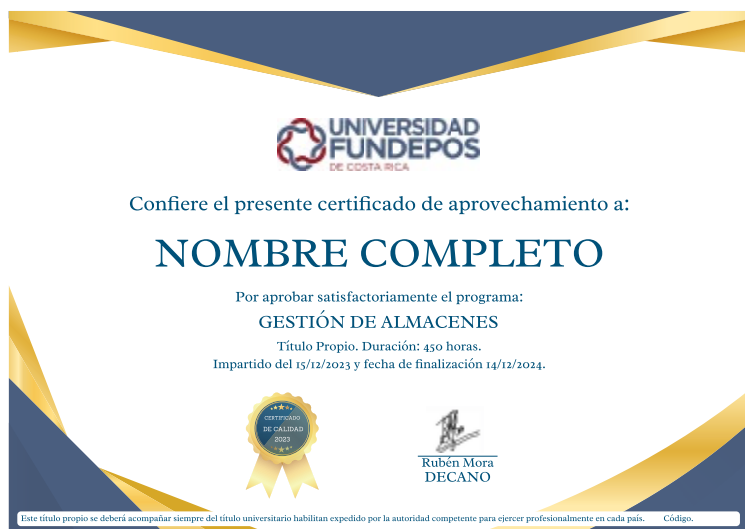 UNIVERSIDAD
FUNDEPOS
DE COSTA RICA
Confiere el presente certificado de aprovechamiento a:
NOMBRE COMPLETO
Por aprobar satisfactoriamente el programa:
GESTIÓN DE ALMACENES
Título Propio. Duración: 450 horas.
Impartido del 15/12/2023 y fecha de finalización 14/12/2024.
CERTIFICADO
DE CALIDAD
2023
Rubén Mora
DECANO
Este título propio se deberá acompañar siempre del título universitario habilitan expedido por la autoridad competente para ejercer profesionalmente en cada país. Código.